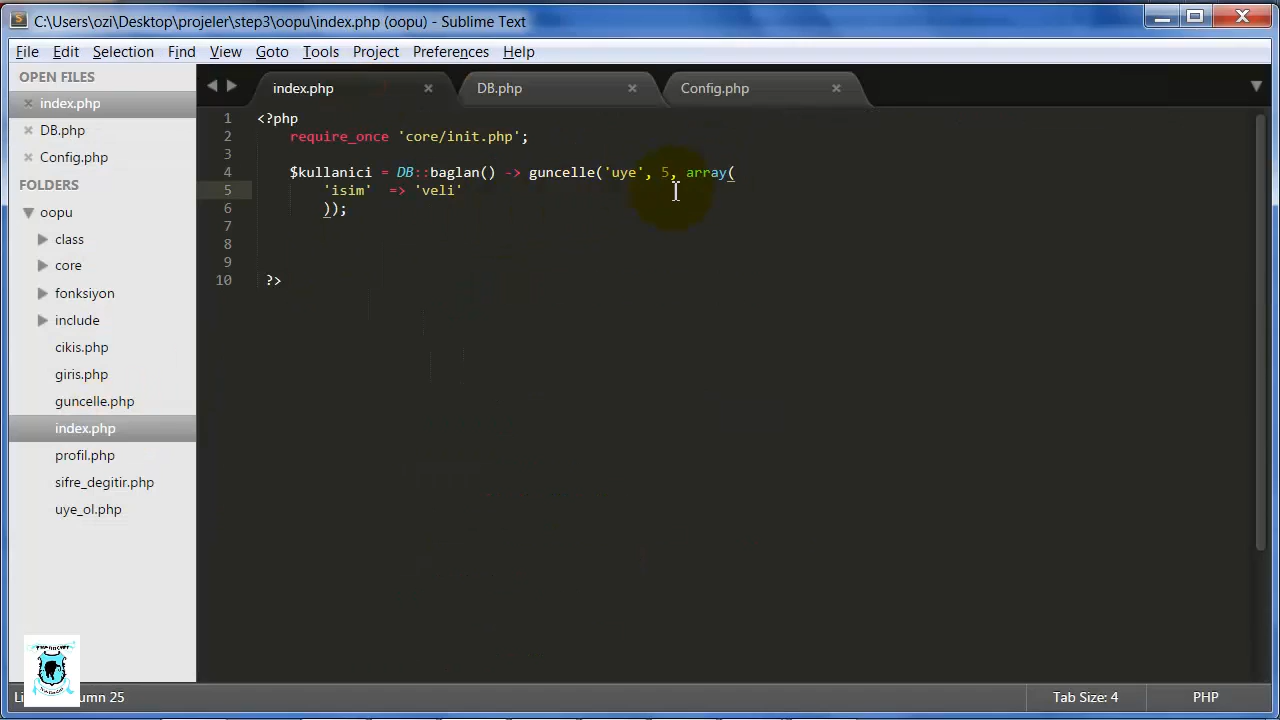 C:\Users\ozi\Desktop\projeler\step3\oopu\index.php (oopu) - Sublime Text
File Edit Selection Find View Goto Tools Project Preferences Help
OPEN FILES
index.php
DB.php
Config.php
FOLDERS
oopu
class
core
fonksiyon
include
cikis.php
giris.php
guncelle.php
index.php
profil.php
sifre_degitir.php
uye_ol.php
index.php DB.php Config.php
1 <?php
2 require_once 'core/init.php';
3
4 $kullanici = DB::baglan() -> guncelle('uye', 5, array(
5 'isim' => 'veli'
6 ));
7
8
9
10 ?>
Column 25 Tab Size: 4 PHP